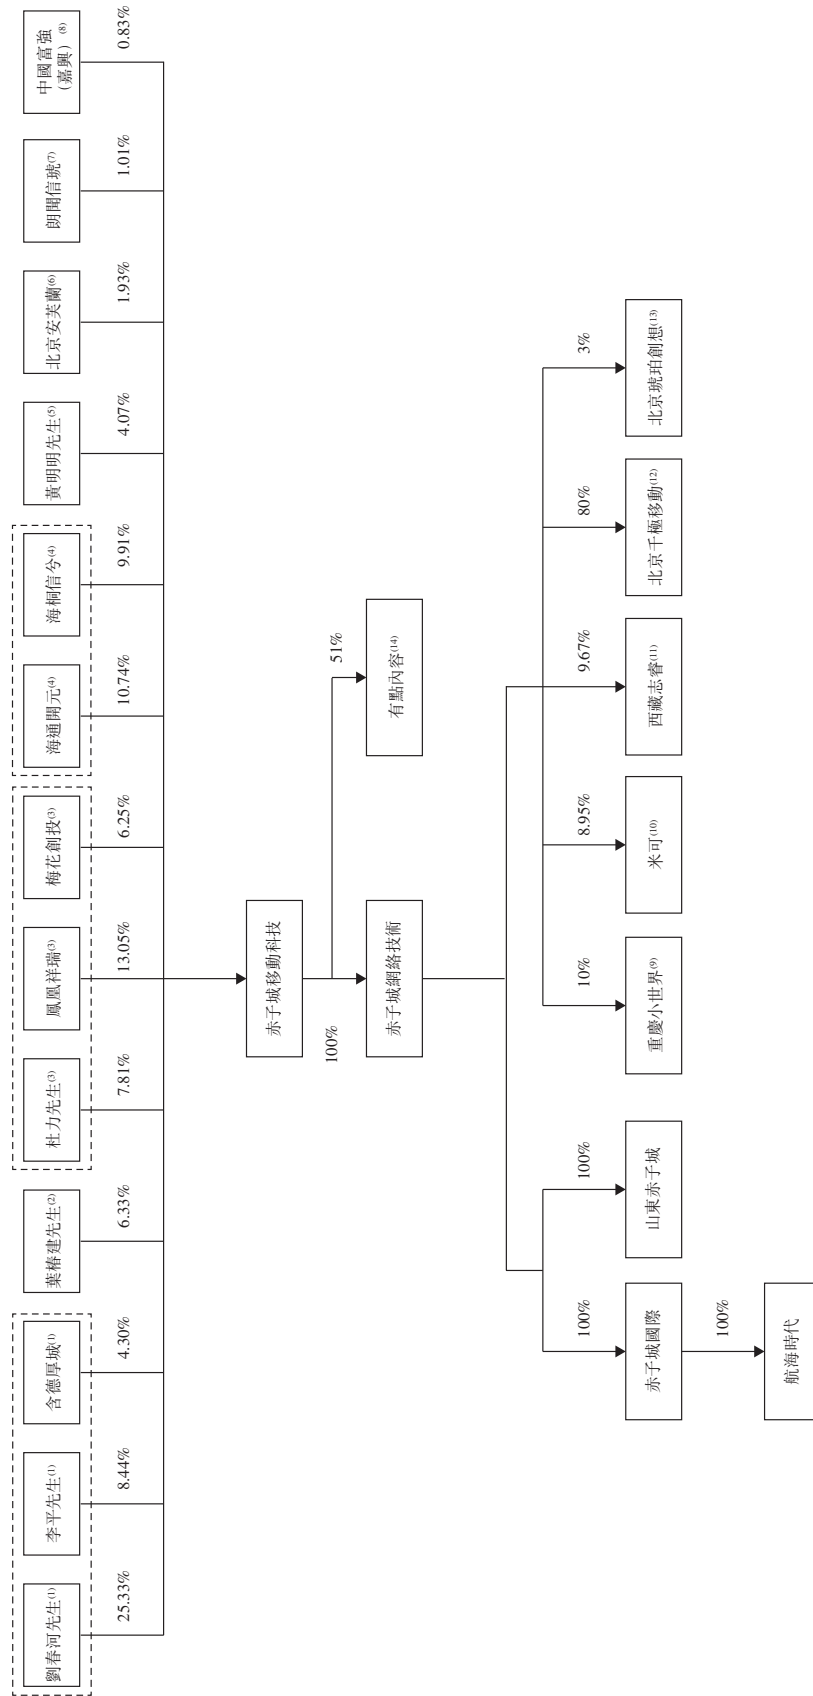 劉春河先生(1)
李平先生(1)
含德厚城(1)
葉椿建先生(2)
杜力先生(3)
鳳凰祥瑞(3)
梅花創投(3)
海通開元(4)
海桐信兮(4)
黃明明先生(5)
北京安芙蘭(6)
朗聞信琥(7)
中國富強
(嘉興)(8)
25.33%
8.44%
4.30%
6.33%
7.81%
13.05%
6.25%
10.74%
9.91%
4.07%
1.93%
1.01%
0.83%
赤子城移動科技
100%
51%
赤子城網絡技術
有點內容(14)
100%
100%
10%
8.95%
9.67%
80%
3%
赤子城國際
山東赤子城
重慶小世界(9)
米可(10)
西藏志睿(11)
北京千極移動(12)
北京琥珀創想(13)
100%
航海時代